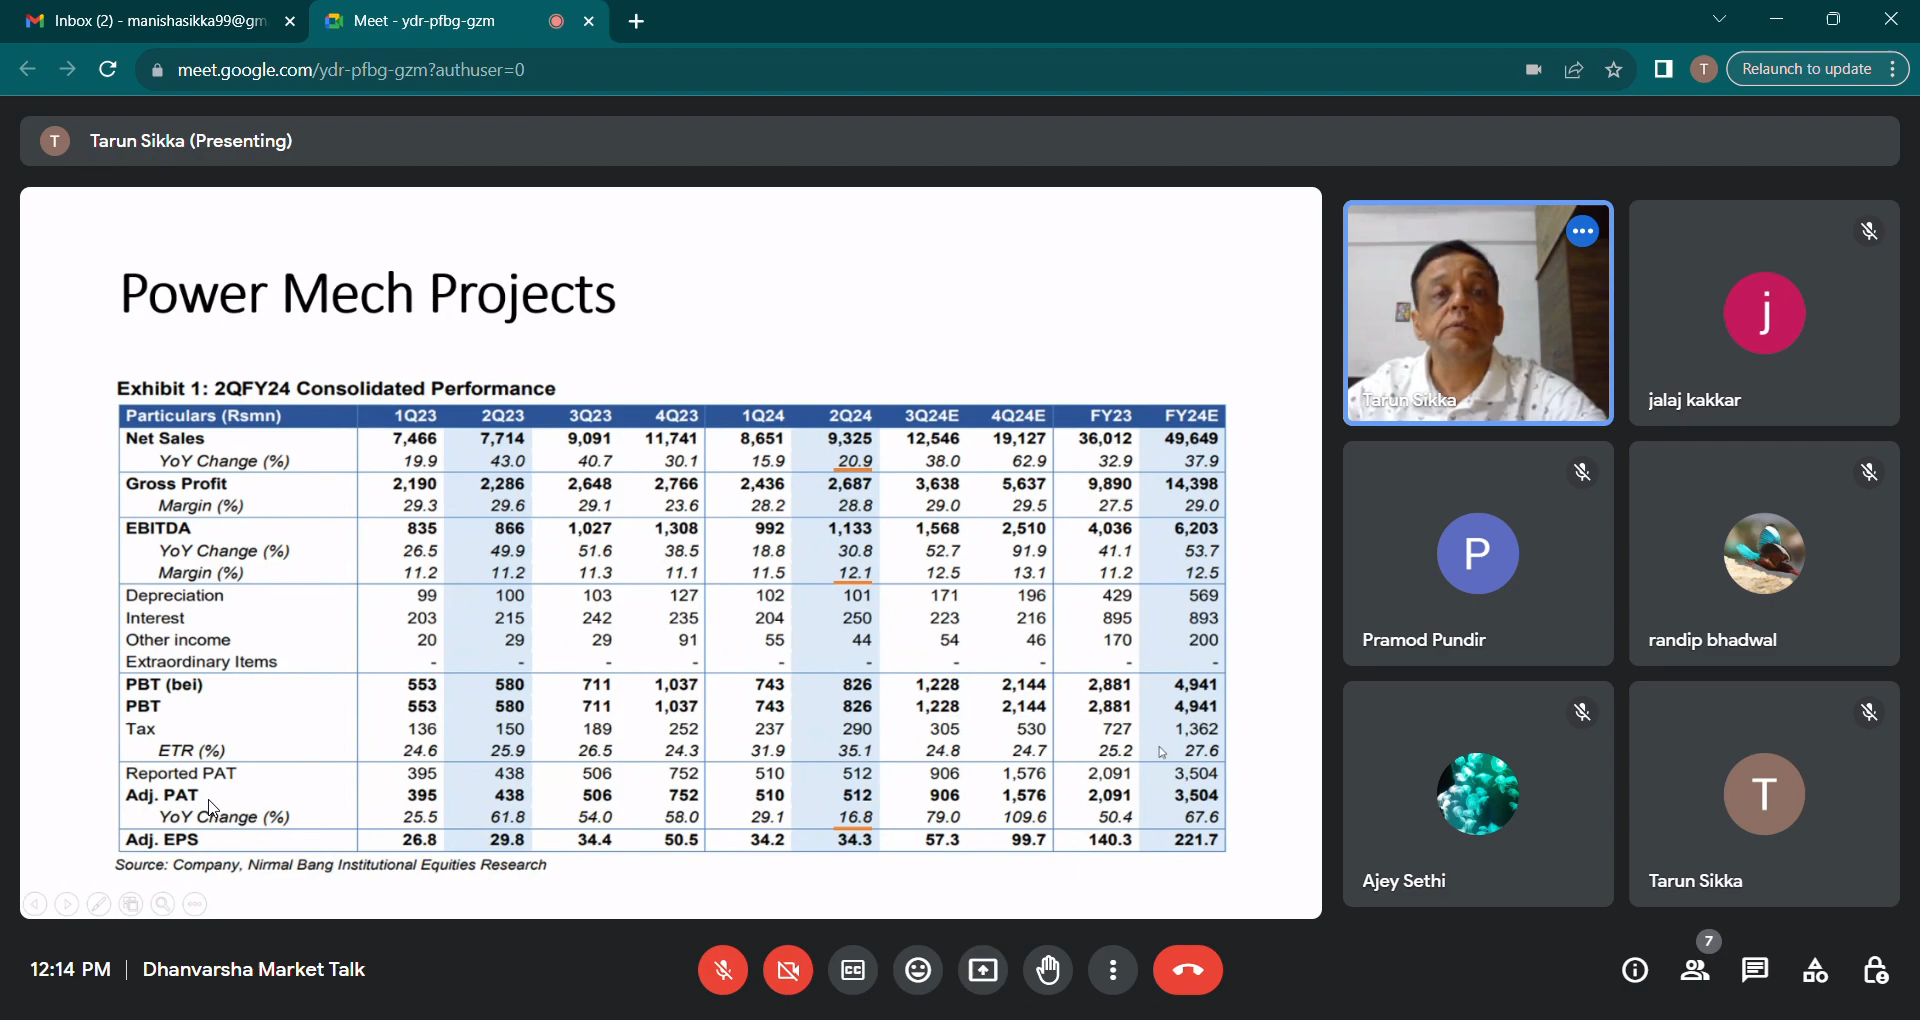 Inbox (2) - manishasikka99@gm
Meet - ydr-pfbg-gzm
meet.google.com/ydr-pfbg-gzm?authuser=0
T
Relaunch to update
T
Tarun Sikka (Presenting)
Power Mech Projects
Exhibit 1: 2QFY24 Consolidated Performance
Particulars (Rsmn) 1Q23 2Q23 3Q23 4Q23 1Q24 2Q24 3Q24E 4Q24E FY23 FY24E
Net Sales 7,466 7,714 9,091 11,741 8,651 9,325 12,546 19,127 36,012 49,649
YoY Change (%) 19.9 43.0 40.7 30.1 15.9 20.9 38.0 62.9 32.9 37.9
Gross Profit 2,190 2,286 2,648 2,766 2,436 2,687 3,638 5,637 9,890 14,398
Margin (%) 29.3 29.6 29.1 23.6 28.2 28.8 29.0 29.5 27.5 29.0
EBITDA 835 866 1,027 1,308 992 1,133 1,568 2,510 4,036 6,203
YoY Change (%) 26.5 49.9 51.6 38.5 18.8 30.8 52.7 91.9 41.1 53.7
Margin (%) 11.2 11.2 11.3 11.1 11.5 12.1 12.5 13.1 11.2 12.5
Depreciation 99 100 103 127 102 101 171 196 429 569
Interest 203 215 242 235 204 250 223 216 895 893
Other income 20 29 29 91 55 44 54 46 170 200
Extraordinary Items - - - - - - - - - -
PBT (bei) 553 580 711 1,037 743 826 1,228 2,144 2,881 4,941
PBT 553 580 711 1,037 743 826 1,228 2,144 2,881 4,941
Tax 136 150 189 252 237 290 305 530 727 1,362
ETR (%) 24.6 25.9 26.5 24.3 31.9 35.1 24.8 24.7 25.2 27.6
Reported PAT 395 438 506 752 510 512 906 1,576 2,091 3,504
Adj. PAT 395 438 506 752 510 512 906 1,576 2,091 3,504
YoY Change (%) 25.5 61.8 54.0 58.0 29.1 16.8 79.0 109.6 50.4 67.6
Adj. EPS 26.8 29.8 34.4 50.5 34.2 34.3 57.3 99.7 140.3 221.7
Source: Company, Nirmal Bang Institutional Equities Research
Tarun Sikka
j
jalaj kakkar
P
Pramod Pundir
randip bhadwal
Ajey Sethi
T
Tarun Sikka
12:14 PM | Dhanvarsha Market Talk
CC
7